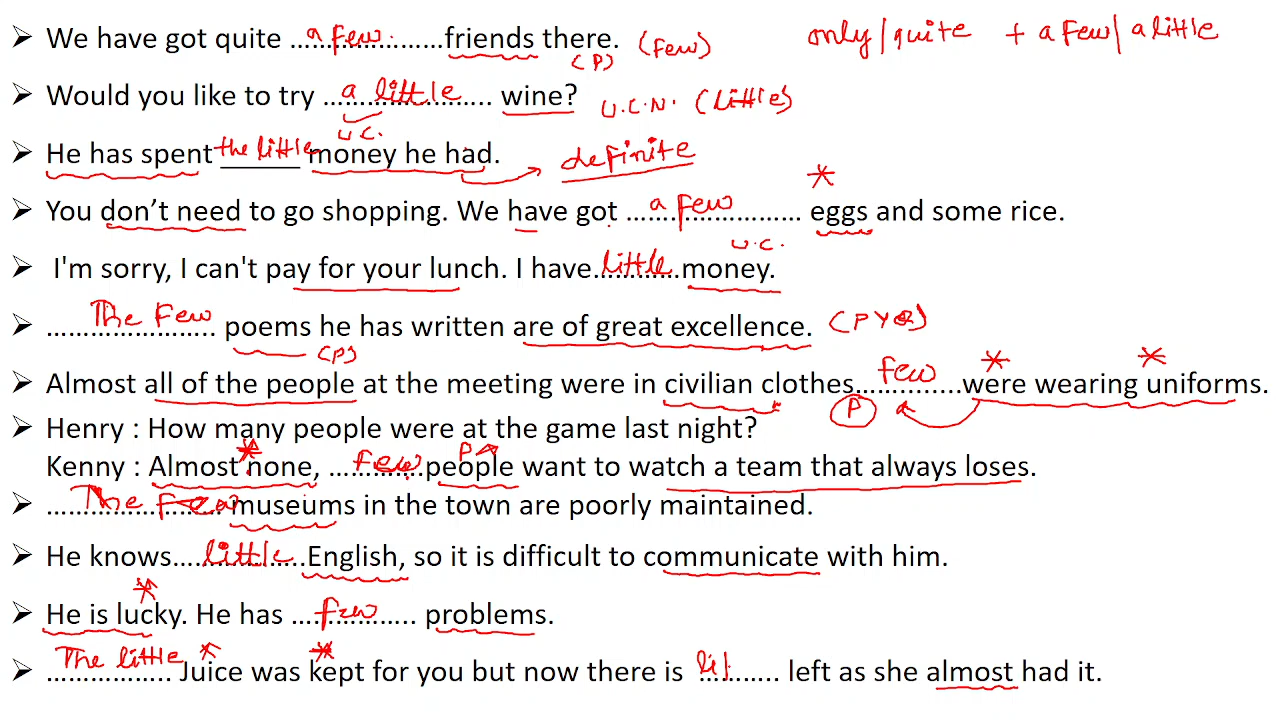 ➢ We have got quite ...a few....friends there. (few) only/quite + a few/a little
(P)
➢ Would you like to try ...a little... wine? U.C.N. (little)
U.C.
➢ He has spent the little money he had. definite
➢ You don't need to go shopping. We have got ...a few... eggs and some rice.
U.C.
➢ I'm sorry, I can't pay for your lunch. I have...little...money.
➢ ...The Few... poems he has written are of great excellence. (PYQ)
(P)
➢ Almost all of the people at the meeting were in civilian clothes...few...were wearing uniforms.
P
➢ Henry : How many people were at the game last night?
P
Kenny : Almost none, ...few...people want to watch a team that always loses.
➢ ...The Few...museums in the town are poorly maintained.
➢ He knows...little...English, so it is difficult to communicate with him.
➢ He is lucky. He has ...few... problems.
➢ ...The little... Juice was kept for you but now there is ...lit... left as she almost had it.